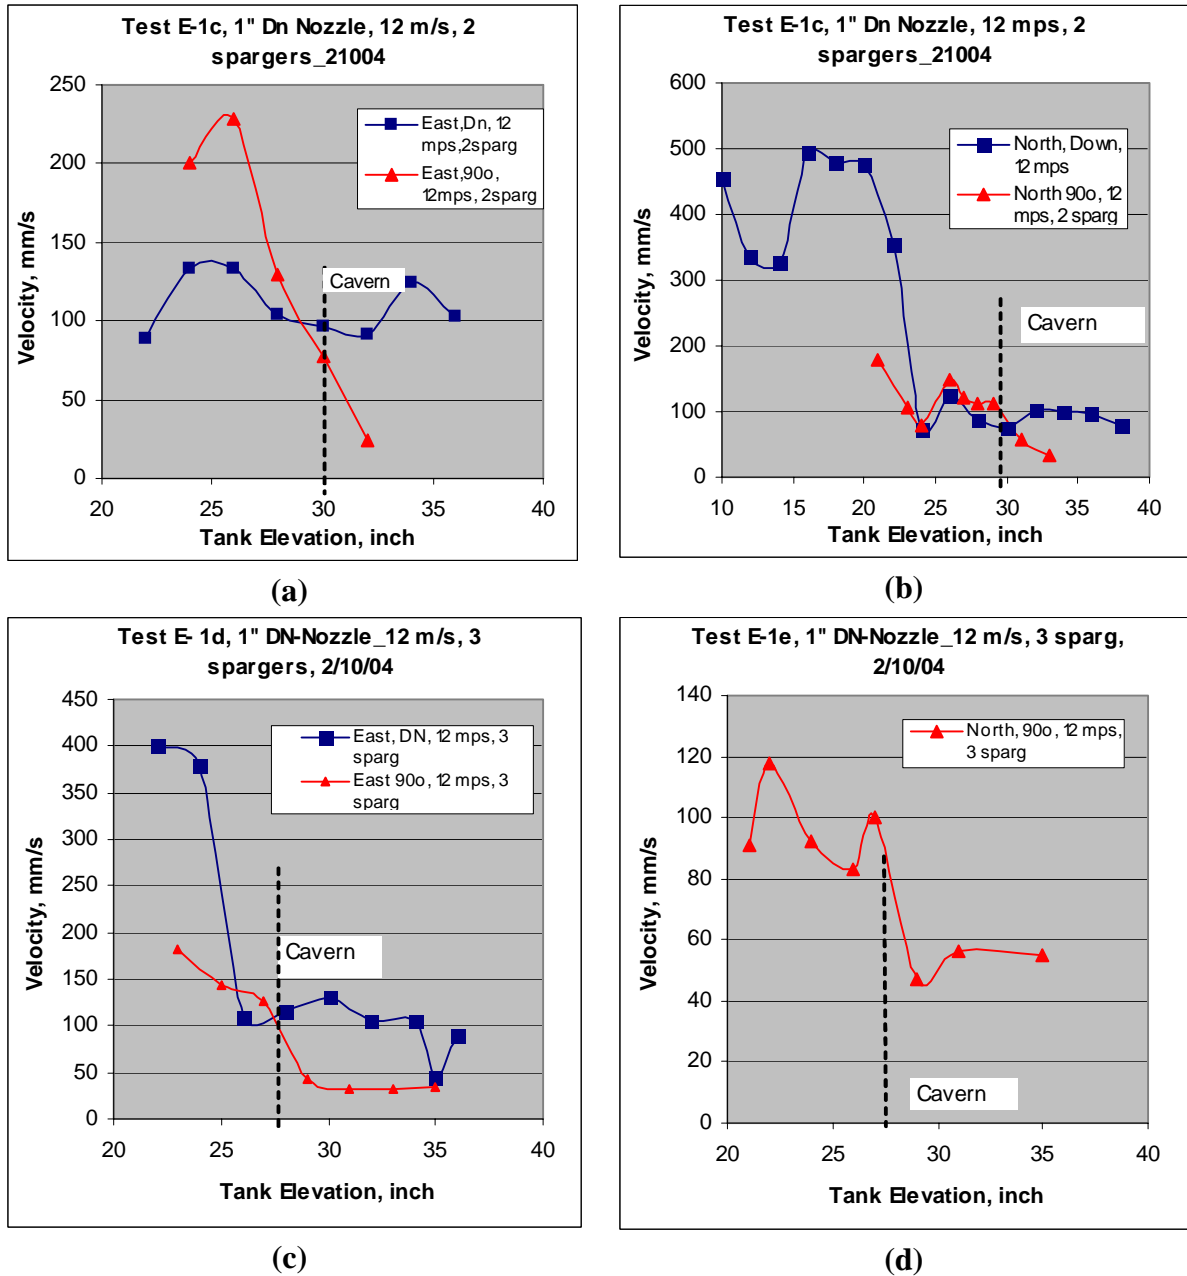 Test E-1c, 1" Dn Nozzle, 12 m/s, 2
spargers_21004
250
200
150
100
50
0
Velocity, mm/s
East,Dn, 12
mps,2sparg
East,90o,
12mps, 2sparg
Cavern
20
25
30
35
40
Tank Elevation, inch
(a)
Test E-1c, 1" Dn Nozzle, 12 mps, 2
spargers_21004
600
500
400
300
200
100
0
Velocity, mm/s
North, Down,
12 mps
North 90o, 12
mps, 2 sparg
Cavern
10
15
20
25
30
35
40
Tank Elevation, inch
(b)
Test E- 1d, 1" DN-Nozzle_12 m/s, 3
spargers, 2/10/04
450
400
350
300
250
200
150
100
50
0
Velocity, mm/s
East, DN, 12 mps, 3
sparg
East 90o, 12 mps, 3
sparg
Cavern
20
25
30
35
40
Tank Elevation, inch
(c)
Test E-1e, 1" DN-Nozzle_12 m/s, 3 sparg,
2/10/04
140
120
100
80
60
40
20
0
Velocity, mm/s
North, 90o, 12 mps,
3 sparg
Cavern
20
25
30
35
40
Tank Elevation, inch
(d)